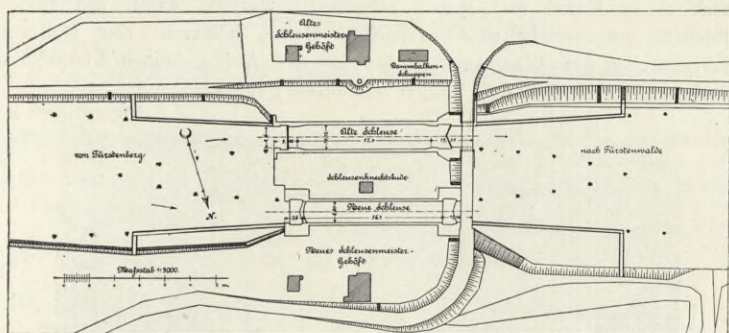 Altes
Schleusenmeister
Gehöft
Dammbalken-
schuppen
Alte Schleuse
von Fürstenberg
nach Fürstenwalde
Schleusenknechtsbude
N.
Neue Schleuse
Neues Schleusenmeister-
Gehöft
Maßstab 1:3000.